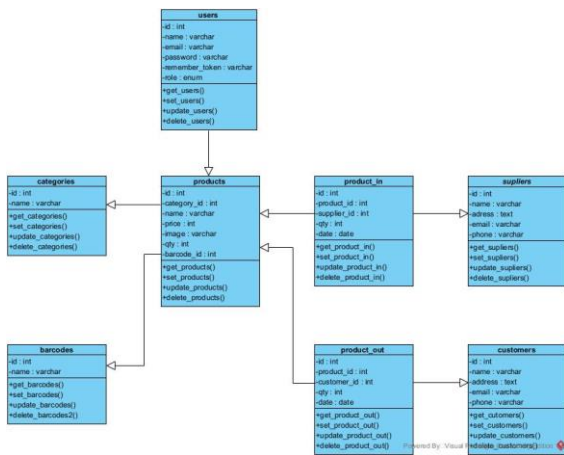 users
-id : int
-name : varchar
-email : varchar
-password : varchar
-remember_token : varchar
-role : enum
+get_users()
+set_users()
+update_users()
+delete_users()
categories
-id : int
-name : varchar
+get_categories()
+set_categories()
+update_categories()
+delete_categories()
products
-id : int
-category_id : int
-name : varchar
-price : int
-image : varchar
-qty : int
-barcode_id : int
+get_products()
+set_products()
+update_products()
+delete_products()
product_in
-id : int
-product_id : int
-supplier_id : int
-qty : int
-date : date
+get_product_in()
+set_product_in()
+update_product_in()
+delete_product_in()
supliers
-id : int
-name : varchar
-adress : text
-email : varchar
-phone : varchar
+get_supliers()
+set_supliers()
+update_supliers()
+delete_supliers()
barcodes
-id : int
-name : varchar
+get_barcodes()
+set_barcodes()
+update_barcodes()
+delete_barcodes2()
product_out
-id : int
-product_id : int
-customer_id : int
-qty : int
-date : date
+get_product_out()
+set_product_out()
+update_product_out()
+delete_product_out()
customers
-id : int
-name : varchar
-address : text
-email : varchar
-phone : varchar
+get_cutomers()
+set_customers()
+update_customers()
+delete_customers()
Powered By : Visual